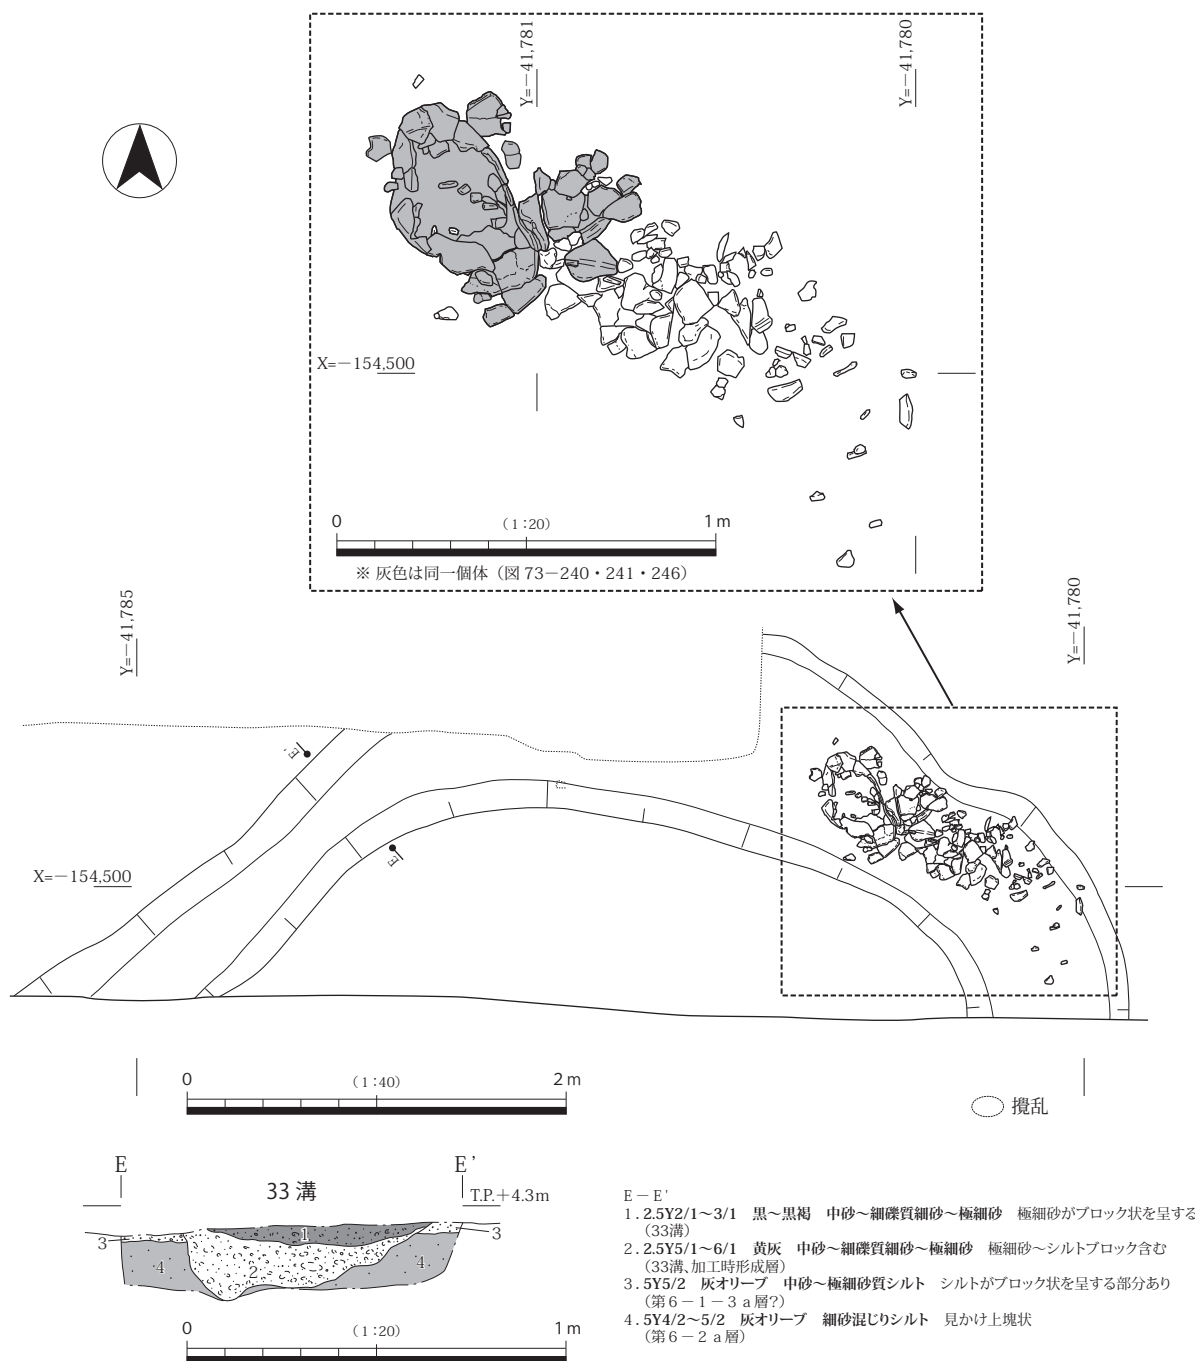 Y=－41,781
Y=－41,780
X=－154,500
0 （1：20） 1 m
※ 灰色は同一個体（図 73－240・241・246）
Y=－41,785
Y=－41,780
E'
E
X=－154,500
0 （1：40） 2 m
攪乱
E E'
33 溝
T.P.＋4.3m
1
3 3
4 4
2
0 （1：20） 1 m
E－E'
1．2.5Y2/1～3/1　黒～黒褐　中砂～細礫質細砂～極細砂　極細砂がブロック状を呈する
（33溝）
2．2.5Y5/1～6/1　黄灰　中砂～細礫質細砂～極細砂　極細砂～シルトブロック含む
（33溝、加工時形成層）
3．5Y5/2　灰オリーブ　中砂～極細砂質シルト　シルトがブロック状を呈する部分あり
（第６－１－３ａ層?）
4．5Y4/2～5/2　灰オリーブ　細砂混じりシルト　見かけ上塊状
（第６－２ａ層）